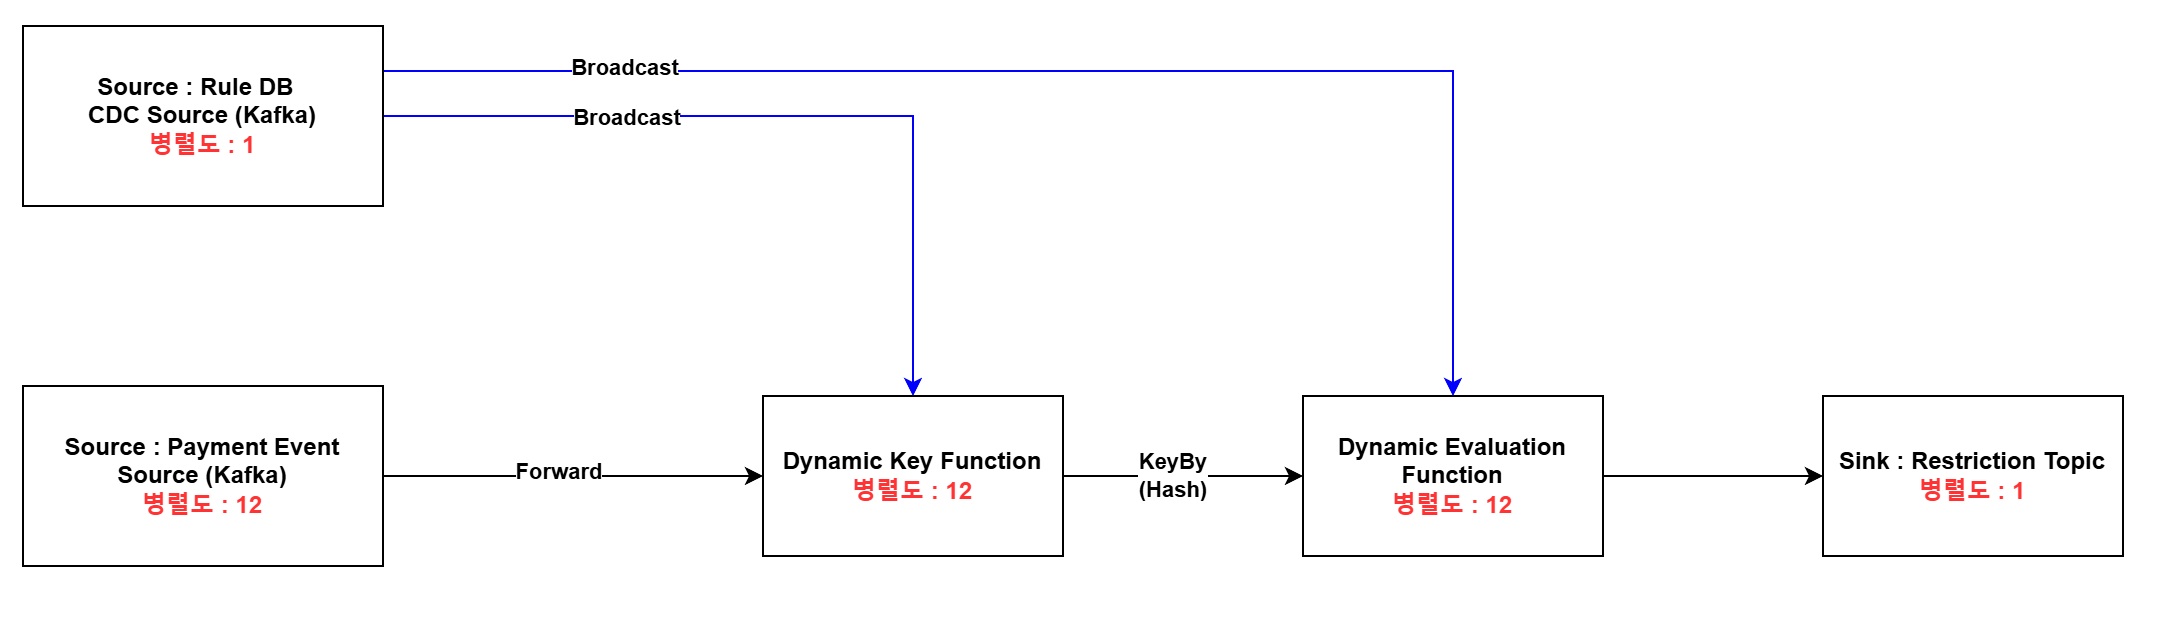 Source : Rule DB
CDC Source (Kafka)
병렬도 : 1
Broadcast
Broadcast
Source : Payment Event
Source (Kafka)
병렬도 : 12
Forward
Dynamic Key Function
병렬도 : 12
KeyBy
(Hash)
Dynamic Evaluation
Function
병렬도 : 12
Sink : Restriction Topic
병렬도 : 1